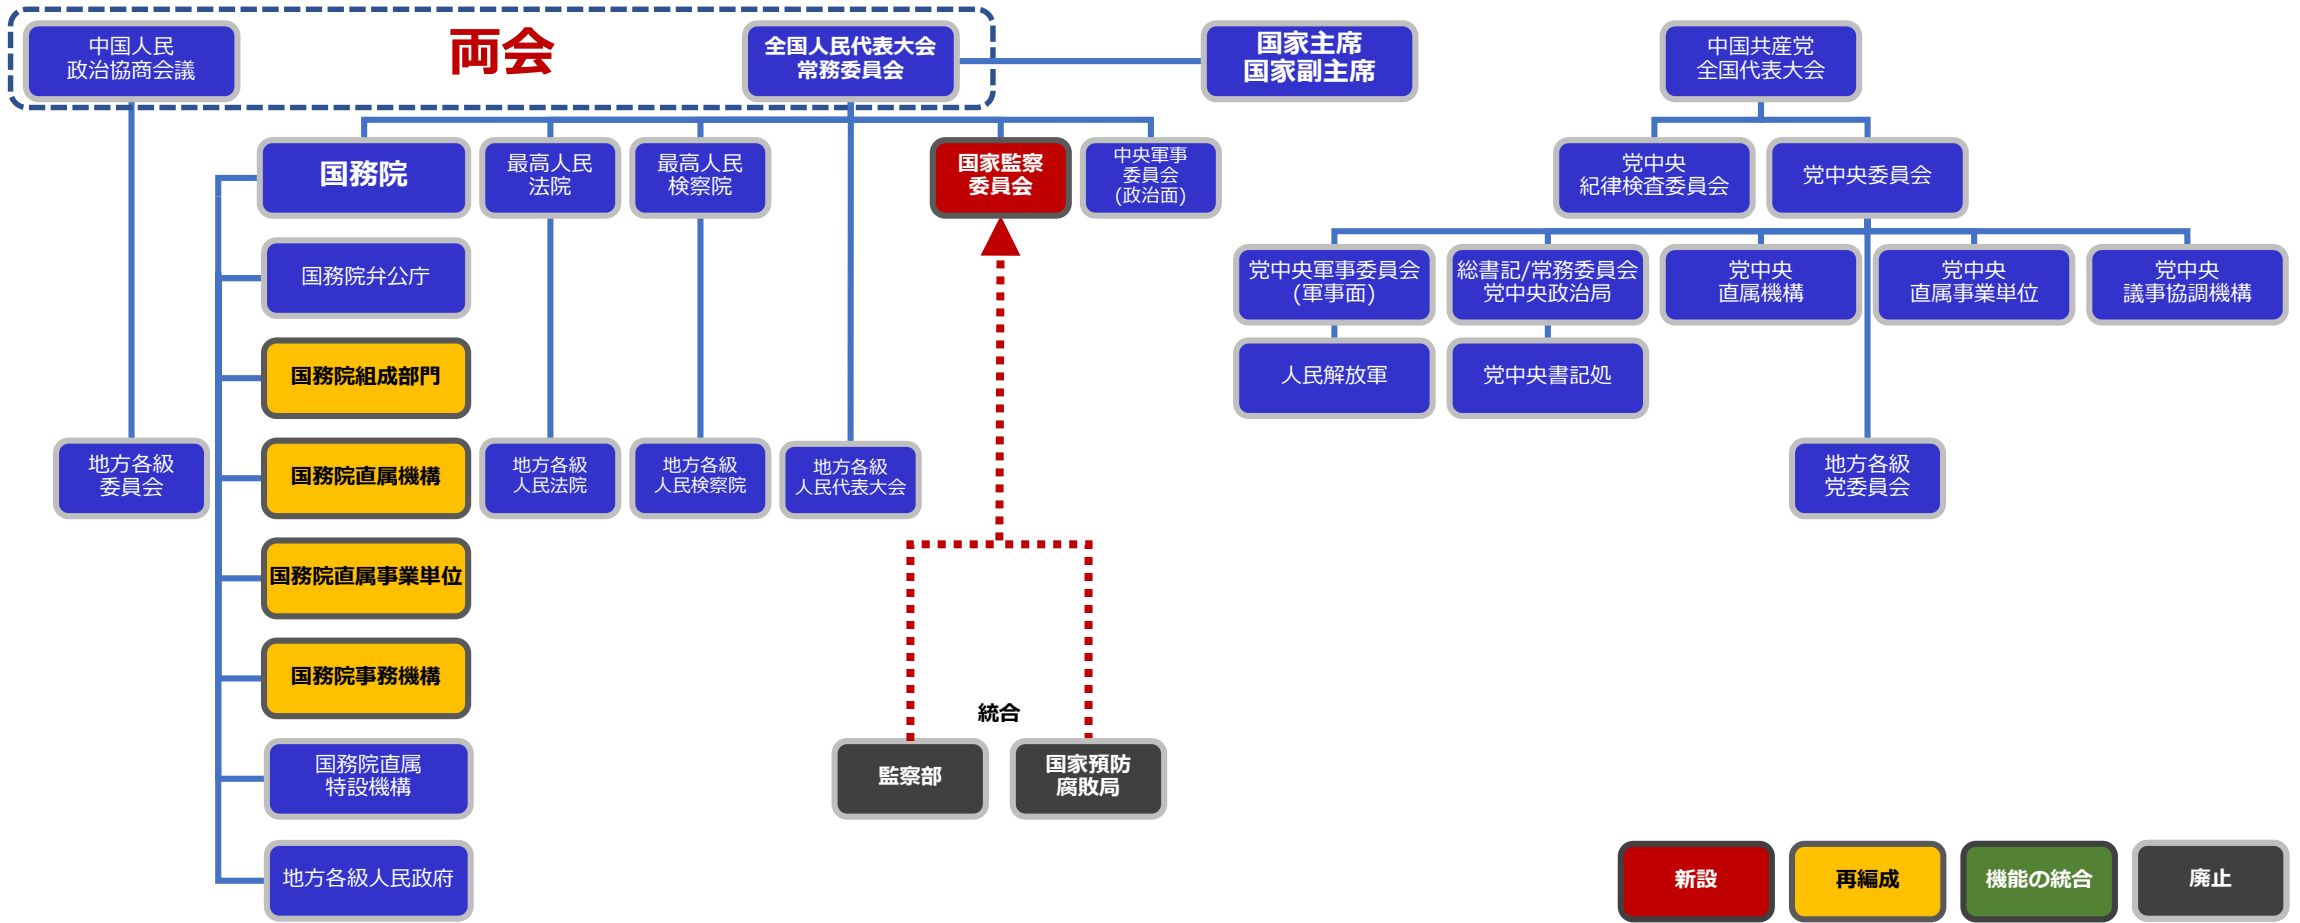 中国人民
政治協商会議
両会
全国人民代表大会
常務委員会
国家主席
国家副主席
中国共産党
全国代表大会
国務院
最高人民
法院
最高人民
検察院
国家監察
委員会
中央軍事
委員会
(政治面)
党中央
紀律検査委員会
党中央委員会
国務院弁公庁
党中央軍事委員会
(軍事面)
総書記/常務委員会
党中央政治局
党中央
直属機構
党中央
直属事業単位
党中央
議事協調機構
国務院組成部門
人民解放軍
党中央書記処
地方各級
委員会
国務院直属機構
地方各級
人民法院
地方各級
人民検察院
地方各級
人民代表大会
地方各級
党委員会
国務院直属事業単位
国務院事務機構
統合
国務院直属
特設機構
監察部
国家預防
腐敗局
地方各級人民政府
新設
再編成
機能の統合
廃止